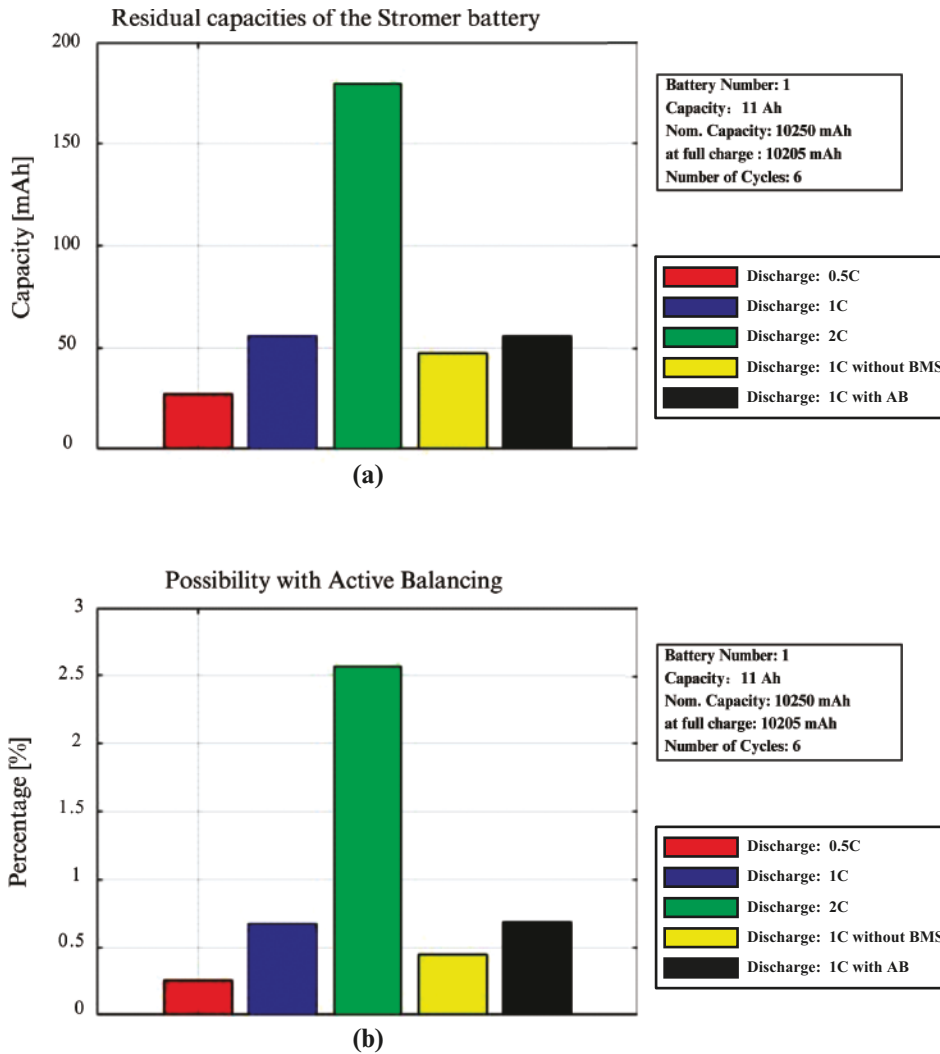 Residual capacities of the Stromer battery
200
150
100
50
0
Capacity [mAh]
Battery Number: 1
Capacity: 11 Ah
Nom. Capacity: 10250 mAh
at full charge : 10205 mAh
Number of Cycles: 6
Discharge: 0.5C
Discharge: 1C
Discharge: 2C
Discharge: 1C without BMS
Discharge: 1C with AB
(a)
Possibility with Active Balancing
3
2.5
2
1.5
1
0.5
0
Percentage [%]
Battery Number: 1
Capacity: 11 Ah
Nom. Capacity: 10250 mAh
at full charge: 10205 mAh
Number of Cycles: 6
Discharge: 0.5C
Discharge: 1C
Discharge: 2C
Discharge: 1C without BMS
Discharge: 1C with AB
(b)